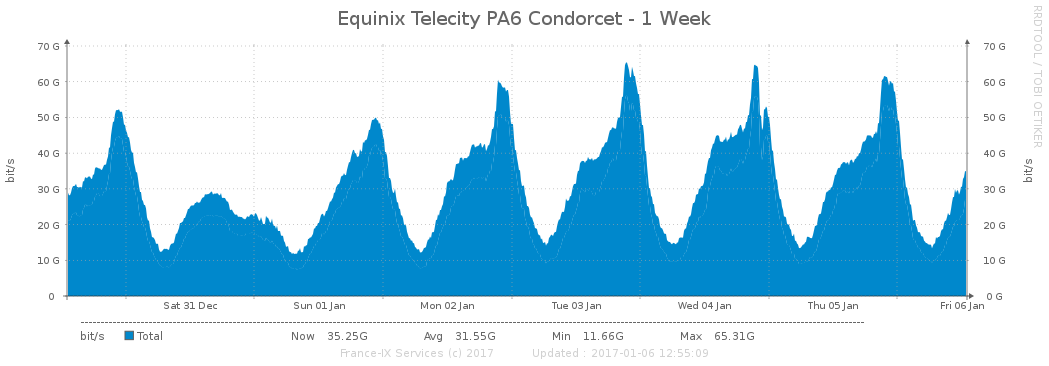 Equinix Telecity PA6 Condorcet - 1 Week
RRDTOOL / TOBI OETIKER
70 G 70 G
60 G 60 G
50 G 50 G
40 G 40 G
bit/s bit/s
30 G 30 G
20 G 20 G
10 G 10 G
0 0 G
Sat 31 Dec Sun 01 Jan Mon 02 Jan Tue 03 Jan Wed 04 Jan Thu 05 Jan Fri 06 Jan
bit/s Total Now 35.25G Avg 31.55G Min 11.66G Max 65.31G
France-IX Services (c) 2017 Updated : 2017-01-06 12:55:09